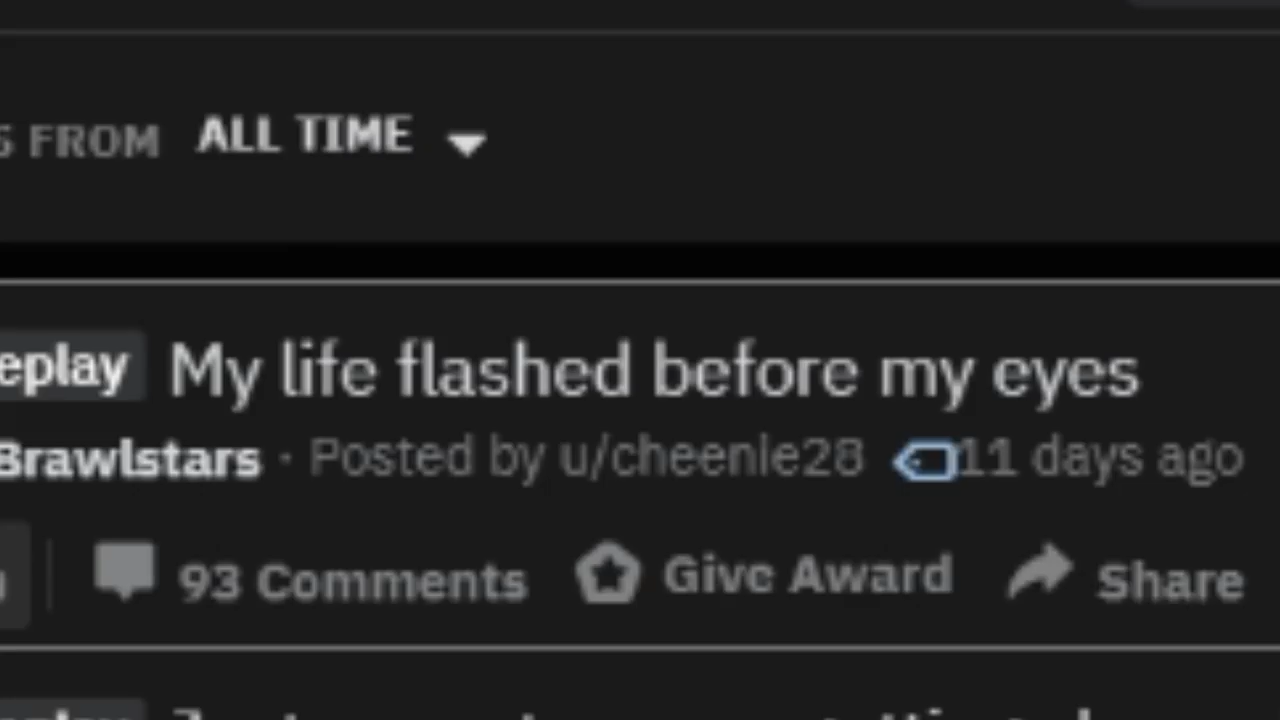 S FROM ALL TIME
eplay My life flashed before my eyes
Brawlstars · Posted by u/cheenie28 11 days ago
93 Comments Give Award Share